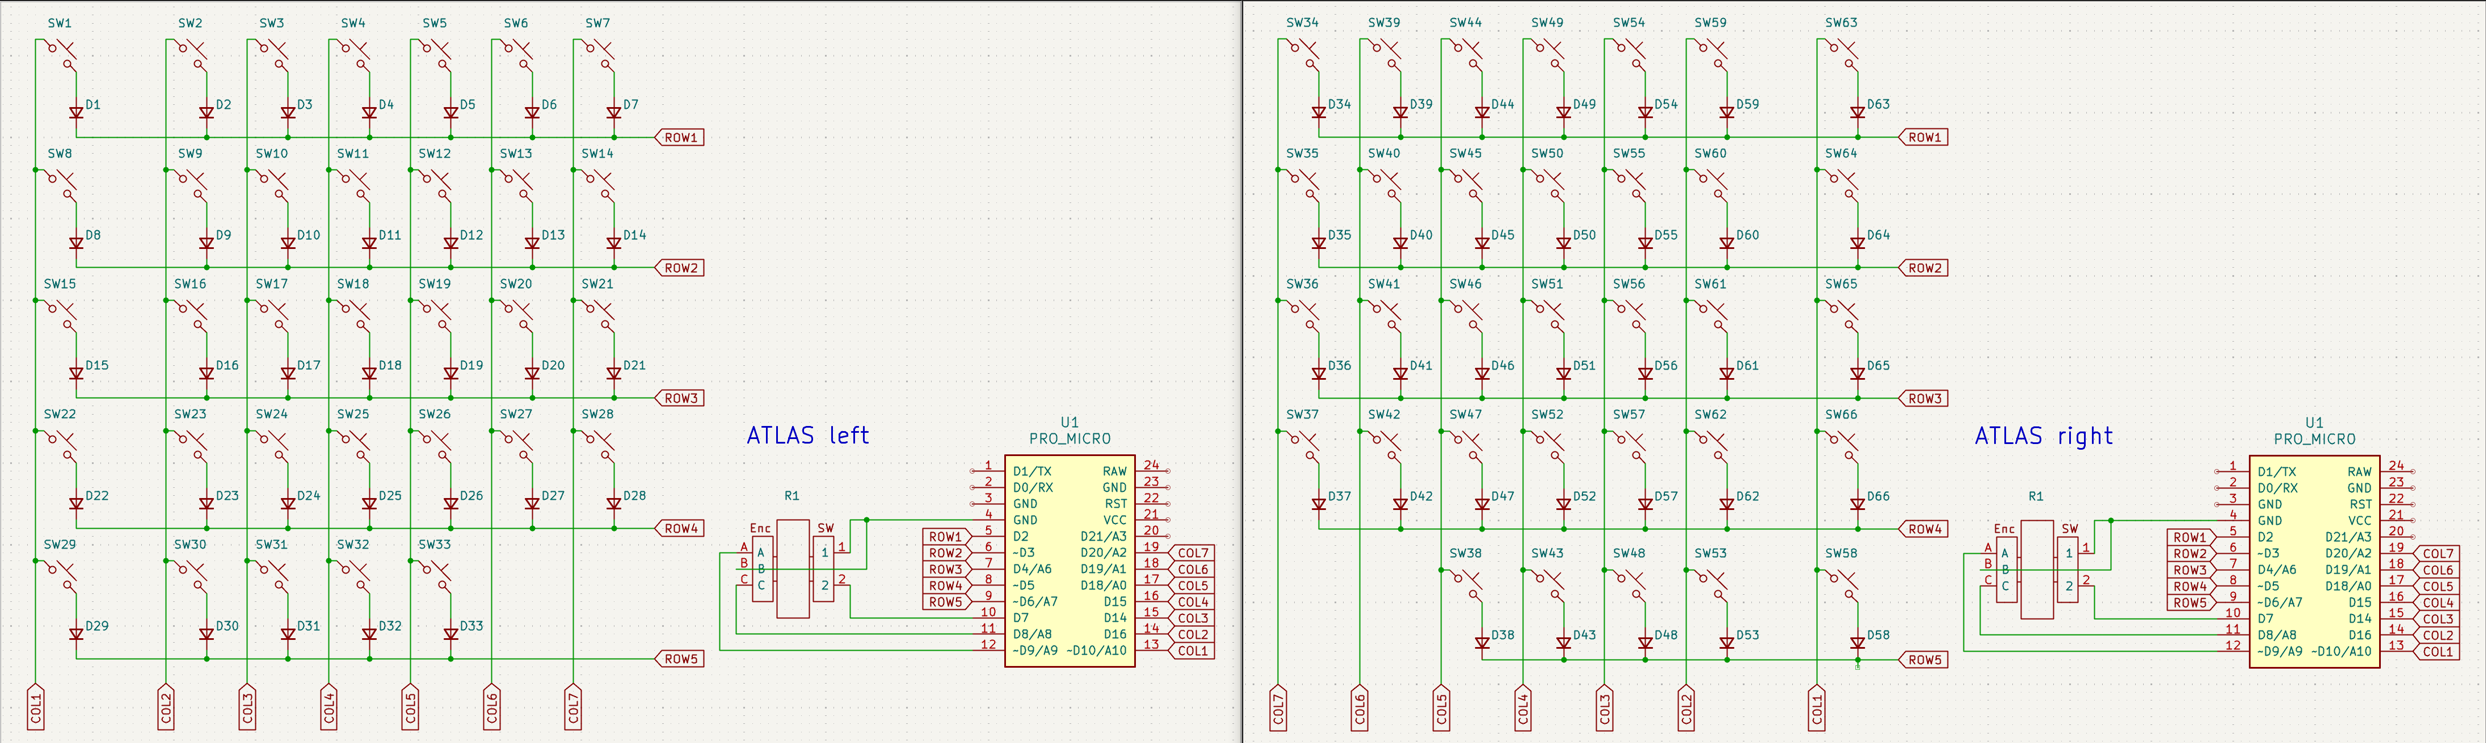 SW1 SW2 SW3 SW4 SW5 SW6 SW7
D1 D2 D3 D4 D5 D6 D7
ROW1
SW8 SW9 SW10 SW11 SW12 SW13 SW14
D8 D9 D10 D11 D12 D13 D14
ROW2
SW15 SW16 SW17 SW18 SW19 SW20 SW21
D15 D16 D17 D18 D19 D20 D21
ROW3
SW22 SW23 SW24 SW25 SW26 SW27 SW28
D22 D23 D24 D25 D26 D27 D28
ROW4
SW29 SW30 SW31 SW32 SW33
D29 D30 D31 D32 D33
ROW5
COL1 COL2 COL3 COL4 COL5 COL6 COL7
ATLAS left
R1
Enc SW
A A 1 1
B B
C C 2 2
U1
PRO_MICRO
1 D1/TX RAW 24
2 D0/RX GND 23
3 GND RST 22
4 GND VCC 21
ROW1 5 D2 D21/A3 20
ROW2 6 ~D3 D20/A2 19 COL7
ROW3 7 D4/A6 D19/A1 18 COL6
ROW4 8 ~D5 D18/A0 17 COL5
ROW5 9 ~D6/A7 D15 16 COL4
10 D7 D14 15 COL3
11 D8/A8 D16 14 COL2
12 ~D9/A9 ~D10/A10 13 COL1
SW34 SW39 SW44 SW49 SW54 SW59 SW63
D34 D39 D44 D49 D54 D59 D63
ROW1
SW35 SW40 SW45 SW50 SW55 SW60 SW64
D35 D40 D45 D50 D55 D60 D64
ROW2
SW36 SW41 SW46 SW51 SW56 SW61 SW65
D36 D41 D46 D51 D56 D61 D65
ROW3
SW37 SW42 SW47 SW52 SW57 SW62 SW66
D37 D42 D47 D52 D57 D62 D66
ROW4
SW38 SW43 SW48 SW53 SW58
D38 D43 D48 D53 D58
ROW5
COL7 COL6 COL5 COL4 COL3 COL2 COL1
ATLAS right
R1
Enc SW
A A 1 1
B B
C C 2 2
U1
PRO_MICRO
1 D1/TX RAW 24
2 D0/RX GND 23
3 GND RST 22
4 GND VCC 21
ROW1 5 D2 D21/A3 20
ROW2 6 ~D3 D20/A2 19 COL7
ROW3 7 D4/A6 D19/A1 18 COL6
ROW4 8 ~D5 D18/A0 17 COL5
ROW5 9 ~D6/A7 D15 16 COL4
10 D7 D14 15 COL3
11 D8/A8 D16 14 COL2
12 ~D9/A9 ~D10/A10 13 COL1